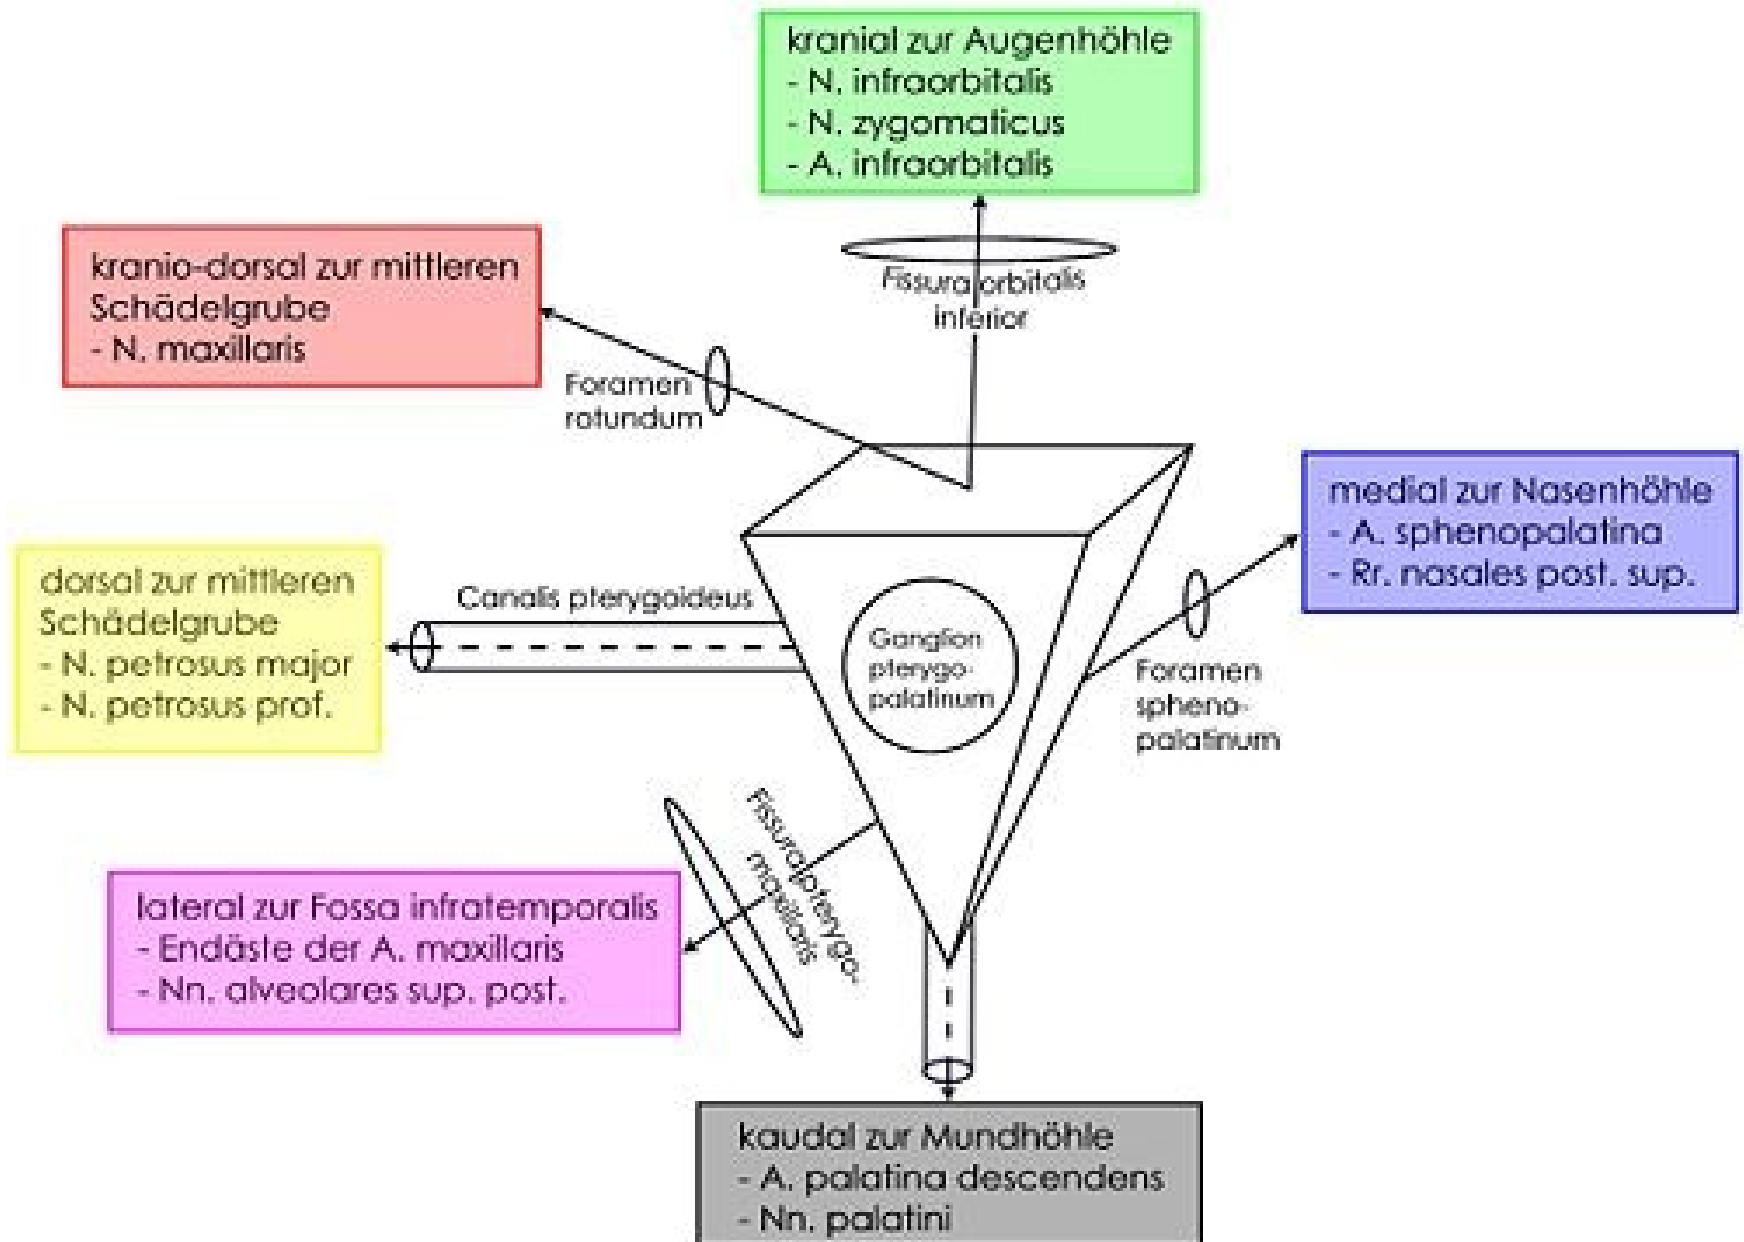 kranial zur Augenhöhle
- N. infraorbitalis
- N. zygomaticus
- A. infraorbitalis
kranio-dorsal zur mittleren
Schädelgrube
- N. maxillaris
Fissura orbitalis
inferior
Foramen
rotundum
medial zur Nasenhöhle
- A. sphenopalatina
- Rr. nasales post. sup.
dorsal zur mittleren
Schädelgrube
- N. petrosus major
- N. petrosus prof.
Canalis pterygoideus
Ganglion
pterygo-
palatinum
Foramen
spheno-
palatinum
Fissura pterygo-
maxillaris
lateral zur Fossa infratemporalis
- Endäste der A. maxillaris
- Nn. alveolares sup. post.
kaudal zur Mundhöhle
- A. palatina descendens
- Nn. palatini